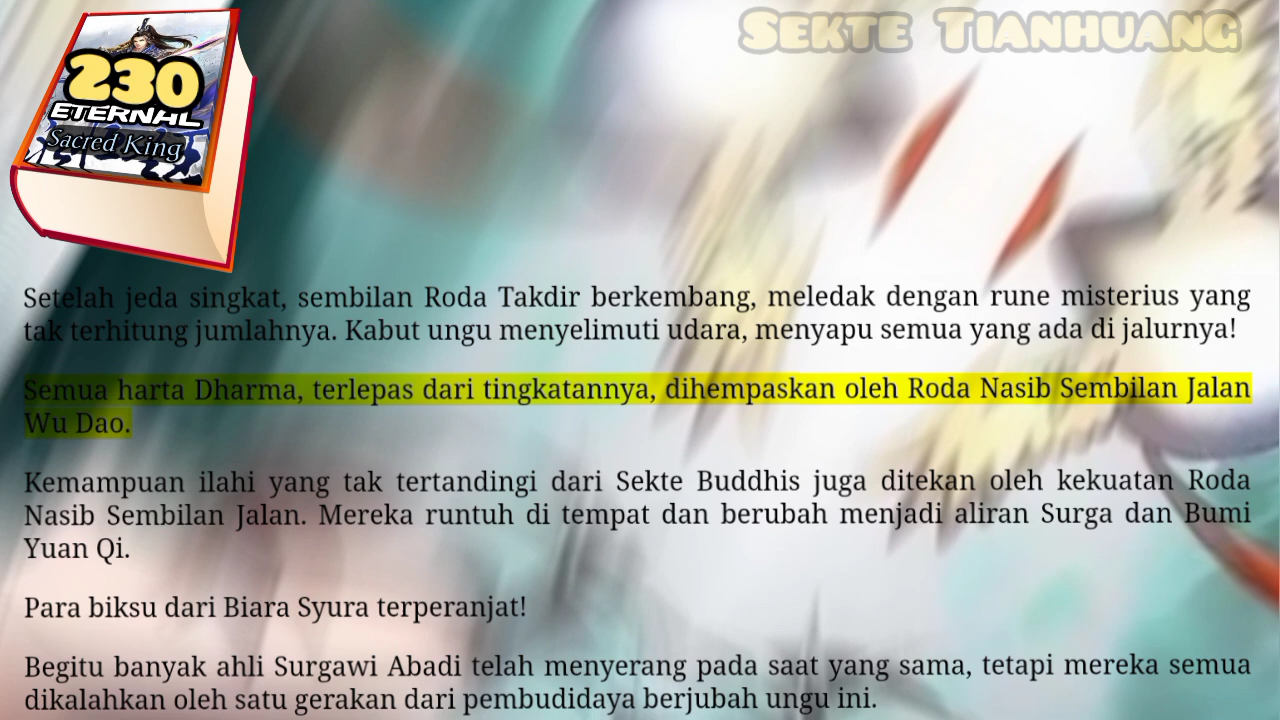 Sekte Tianhuang
230
ETERNAL
Sacred King
Setelah jeda singkat, sembilan Roda Takdir berkembang, meledak dengan rune misterius yang
tak terhitung jumlahnya. Kabut ungu menyelimuti udara, menyapu semua yang ada di jalurnya!
Semua harta Dharma, terlepas dari tingkatannya, dihempaskan oleh Roda Nasib Sembilan Jalan
Wu Dao.
Kemampuan ilahi yang tak tertandingi dari Sekte Buddhis juga ditekan oleh kekuatan Roda
Nasib Sembilan Jalan. Mereka runtuh di tempat dan berubah menjadi aliran Surga dan Bumi
Yuan Qi.
Para biksu dari Biara Syura terperanjat!
Begitu banyak ahli Surgawi Abadi telah menyerang pada saat yang sama, tetapi mereka semua
dikalahkan oleh satu gerakan dari pembudidaya berjubah ungu ini.